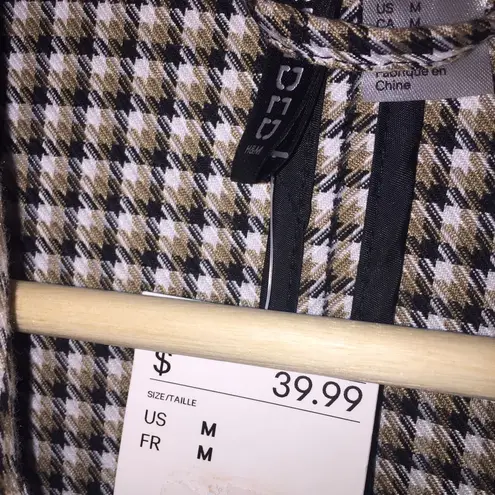 US M
CA M
Fabriqué en
Chine
H&M
$ 39.99
SIZE/TAILLE
US M
FR M